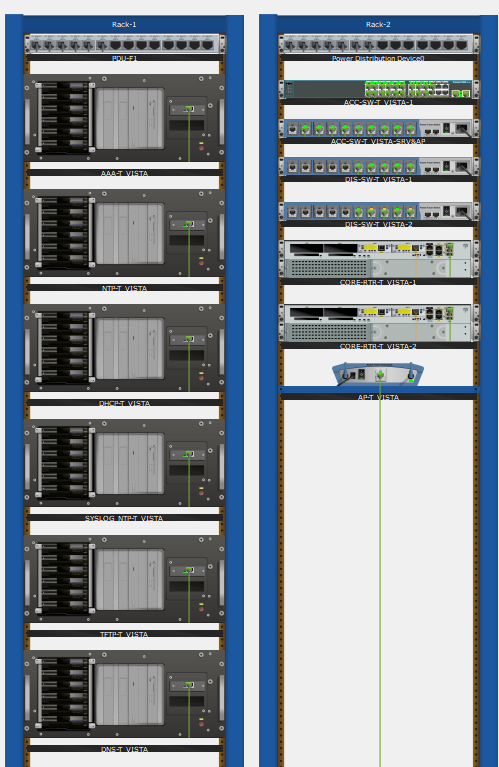 Rack-1
PDU-F1
AAA-T_VISTA
NTP-T_VISTA
DHCP-T_VISTA
SYSLOG_NTP-T_VISTA
TFTP-T_VISTA
DNS-T_VISTA
Rack-2
Power Distribution Device0
ACC-SW-T_VISTA-1
ACC-SW-T_VISTA-SRV&AP
DIS-SW-T_VISTA-1
DIS-SW-T_VISTA-2
CORE-RTR-T_VISTA-1
CORE-RTR-T_VISTA-2
AP-T_VISTA